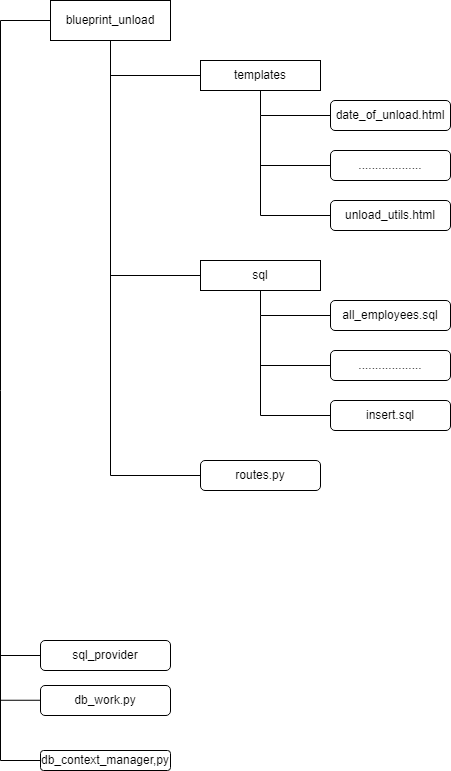 blueprint_unload
templates
date_of_unload.html
...................
unload_utils.html
sql
all_employees.sql
...................
insert.sql
routes.py
sql_provider
db_work.py
db_context_manager,py